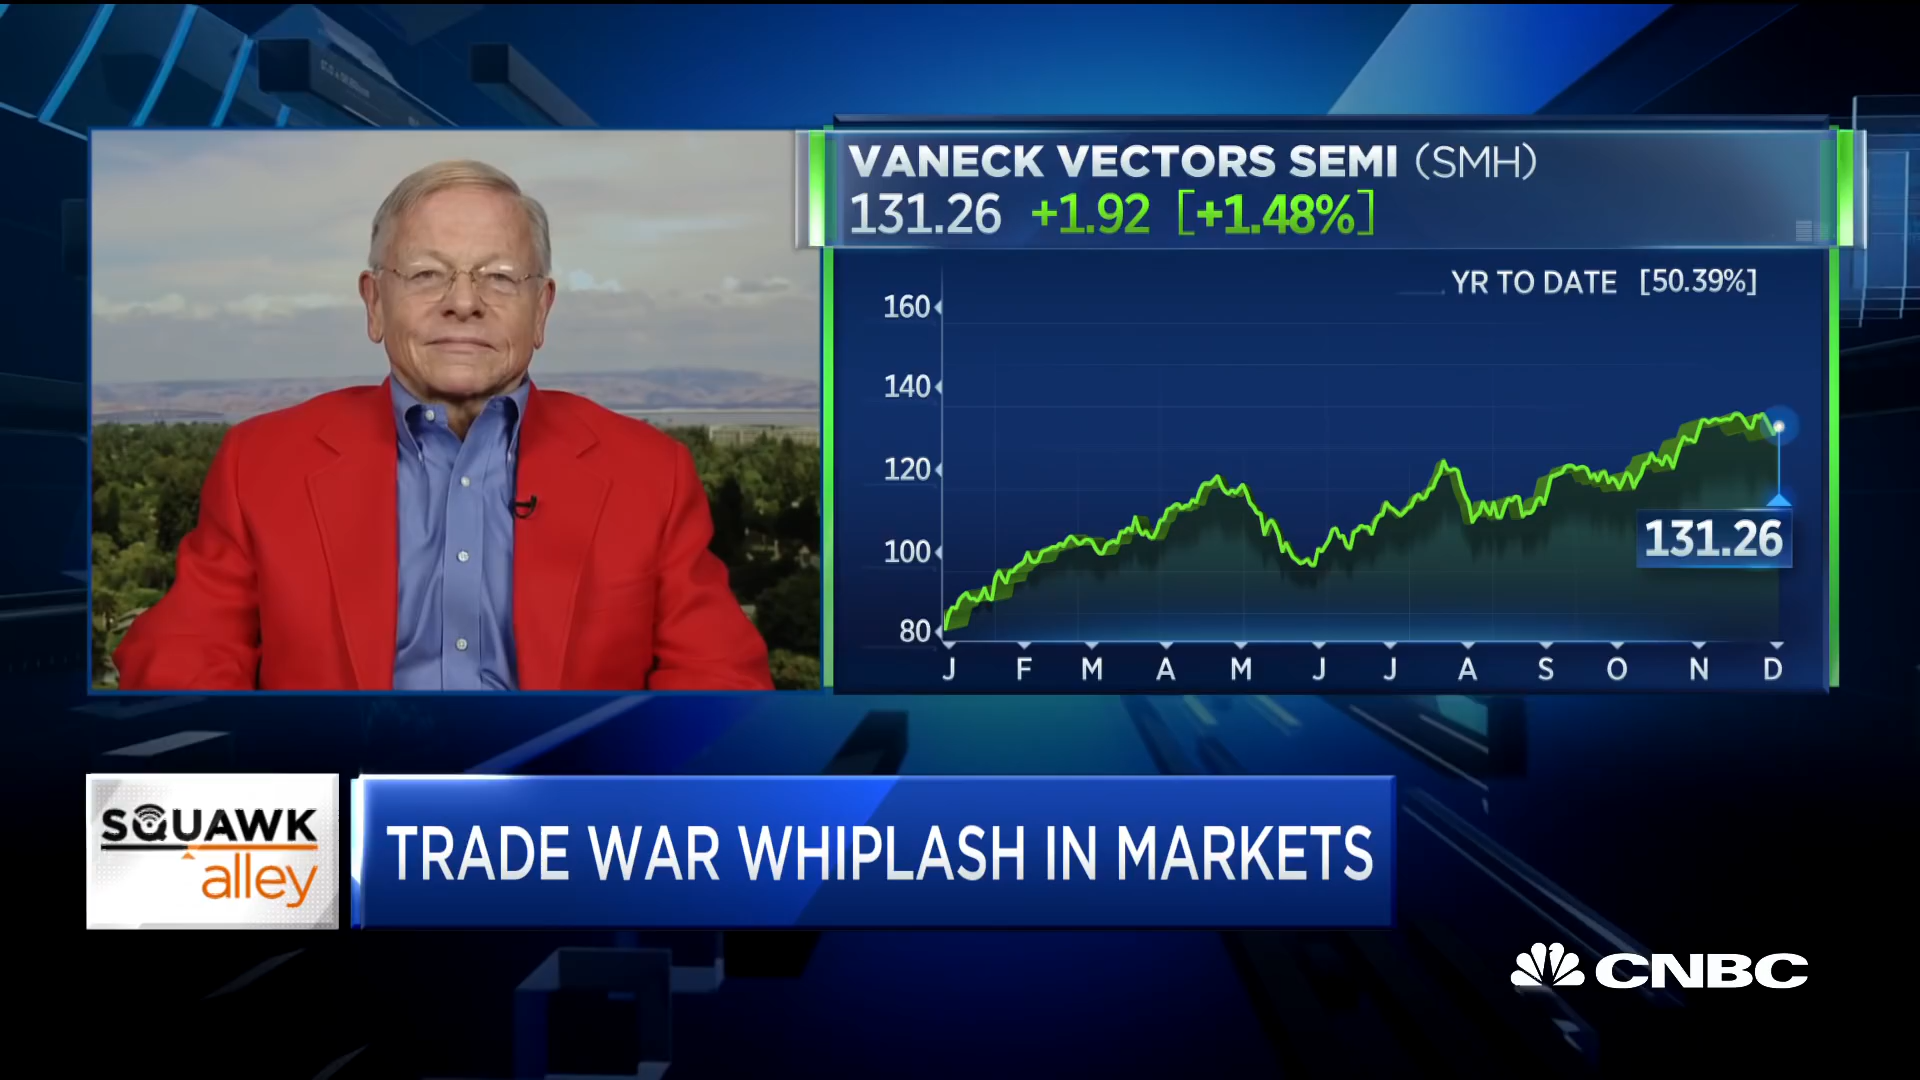 VANECK VECTORS SEMI (SMH)
131.26 +1.92 [+1.48%]
YR TO DATE [50.39%]
160
140
120
100
80
131.26
J F M A M J J A S O N D
SQUAWK
alley
TRADE WAR WHIPLASH IN MARKETS
CNBC